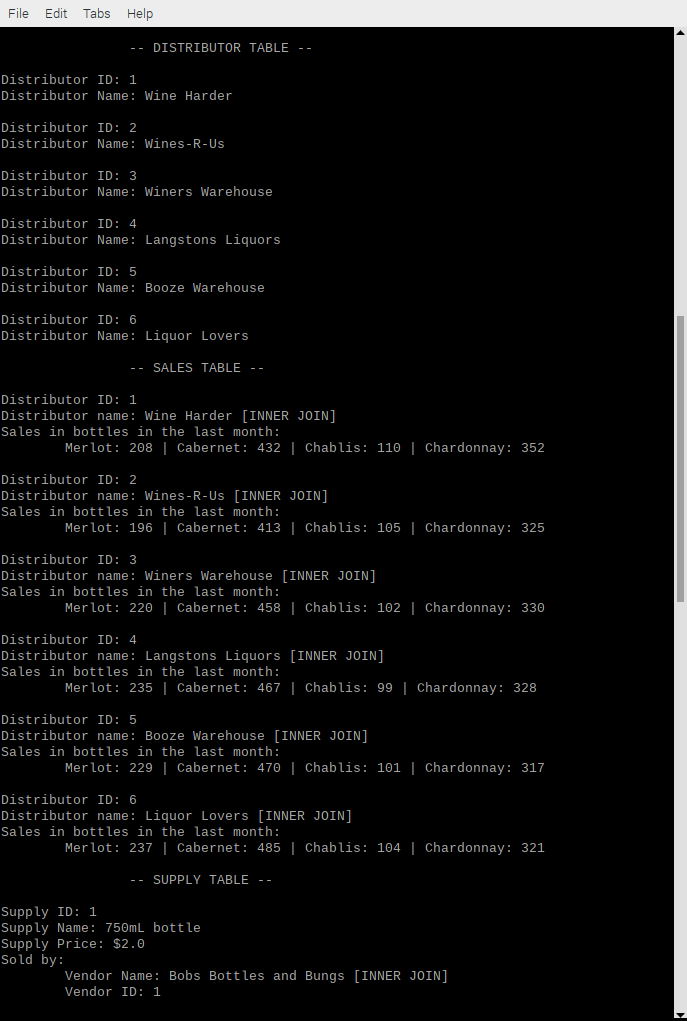 File Edit Tabs Help
-- DISTRIBUTOR TABLE --
Distributor ID: 1
Distributor Name: Wine Harder
Distributor ID: 2
Distributor Name: Wines-R-Us
Distributor ID: 3
Distributor Name: Winers Warehouse
Distributor ID: 4
Distributor Name: Langstons Liquors
Distributor ID: 5
Distributor Name: Booze Warehouse
Distributor ID: 6
Distributor Name: Liquor Lovers
-- SALES TABLE --
Distributor ID: 1
Distributor name: Wine Harder [INNER JOIN]
Sales in bottles in the last month:
Merlot: 208 | Cabernet: 432 | Chablis: 110 | Chardonnay: 352
Distributor ID: 2
Distributor name: Wines-R-Us [INNER JOIN]
Sales in bottles in the last month:
Merlot: 196 | Cabernet: 413 | Chablis: 105 | Chardonnay: 325
Distributor ID: 3
Distributor name: Winers Warehouse [INNER JOIN]
Sales in bottles in the last month:
Merlot: 220 | Cabernet: 458 | Chablis: 102 | Chardonnay: 330
Distributor ID: 4
Distributor name: Langstons Liquors [INNER JOIN]
Sales in bottles in the last month:
Merlot: 235 | Cabernet: 467 | Chablis: 99 | Chardonnay: 328
Distributor ID: 5
Distributor name: Booze Warehouse [INNER JOIN]
Sales in bottles in the last month:
Merlot: 229 | Cabernet: 470 | Chablis: 101 | Chardonnay: 317
Distributor ID: 6
Distributor name: Liquor Lovers [INNER JOIN]
Sales in bottles in the last month:
Merlot: 237 | Cabernet: 485 | Chablis: 104 | Chardonnay: 321
-- SUPPLY TABLE --
Supply ID: 1
Supply Name: 750mL bottle
Supply Price: $2.0
Sold by:
Vendor Name: Bobs Bottles and Bungs [INNER JOIN]
Vendor ID: 1